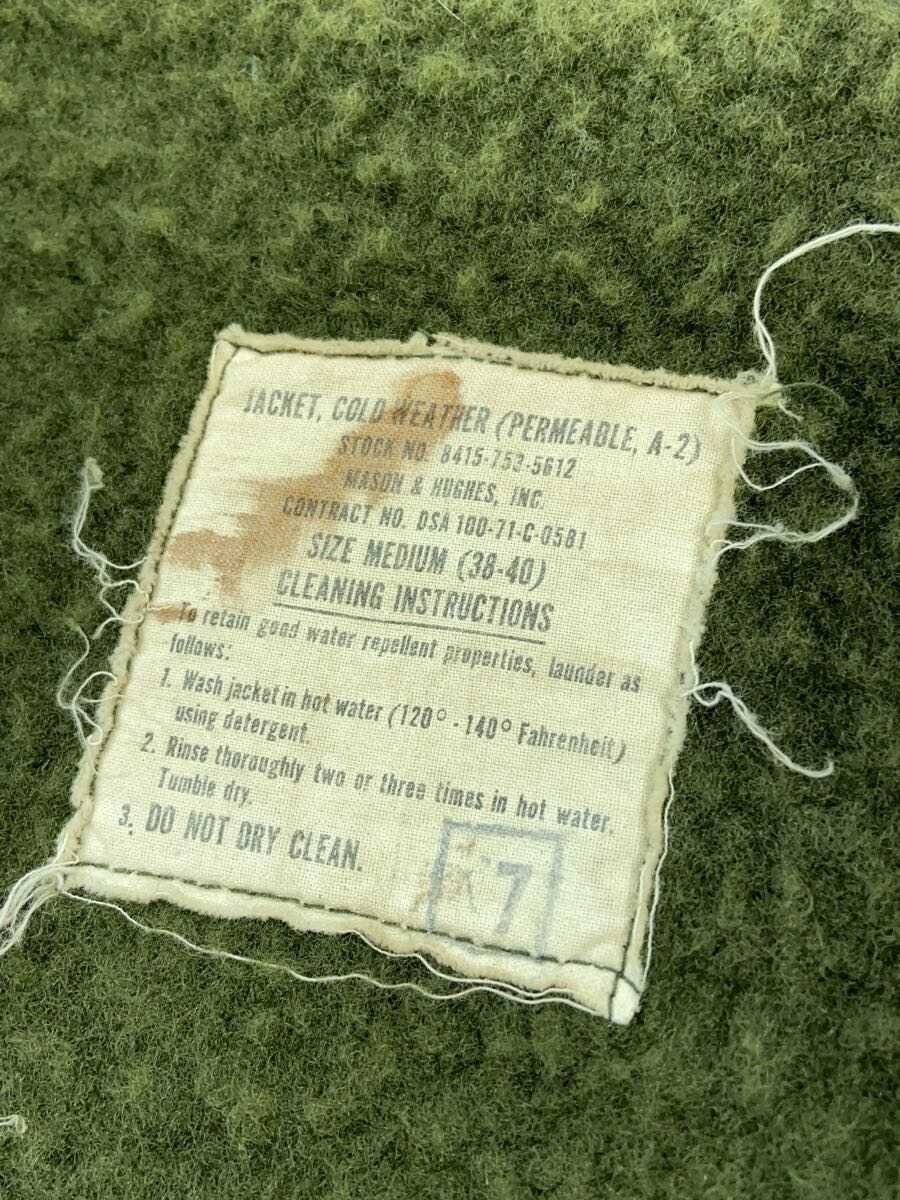 JACKET, COLD WEATHER (PERMEABLE, A-2)
STOCK NO. 8415-753-5612
MASON & HUGHES, INC.
CONTRACT NO. DSA 100-71-C-0581
SIZE MEDIUM (38-40)
CLEANING INSTRUCTIONS
To retain good water repellent properties, launder as
follows:
1. Wash jacket in hot water (120° - 140° Fahrenheit)
using detergent.
2. Rinse thoroughly two or three times in hot water.
Tumble dry.
3. DO NOT DRY CLEAN.
7